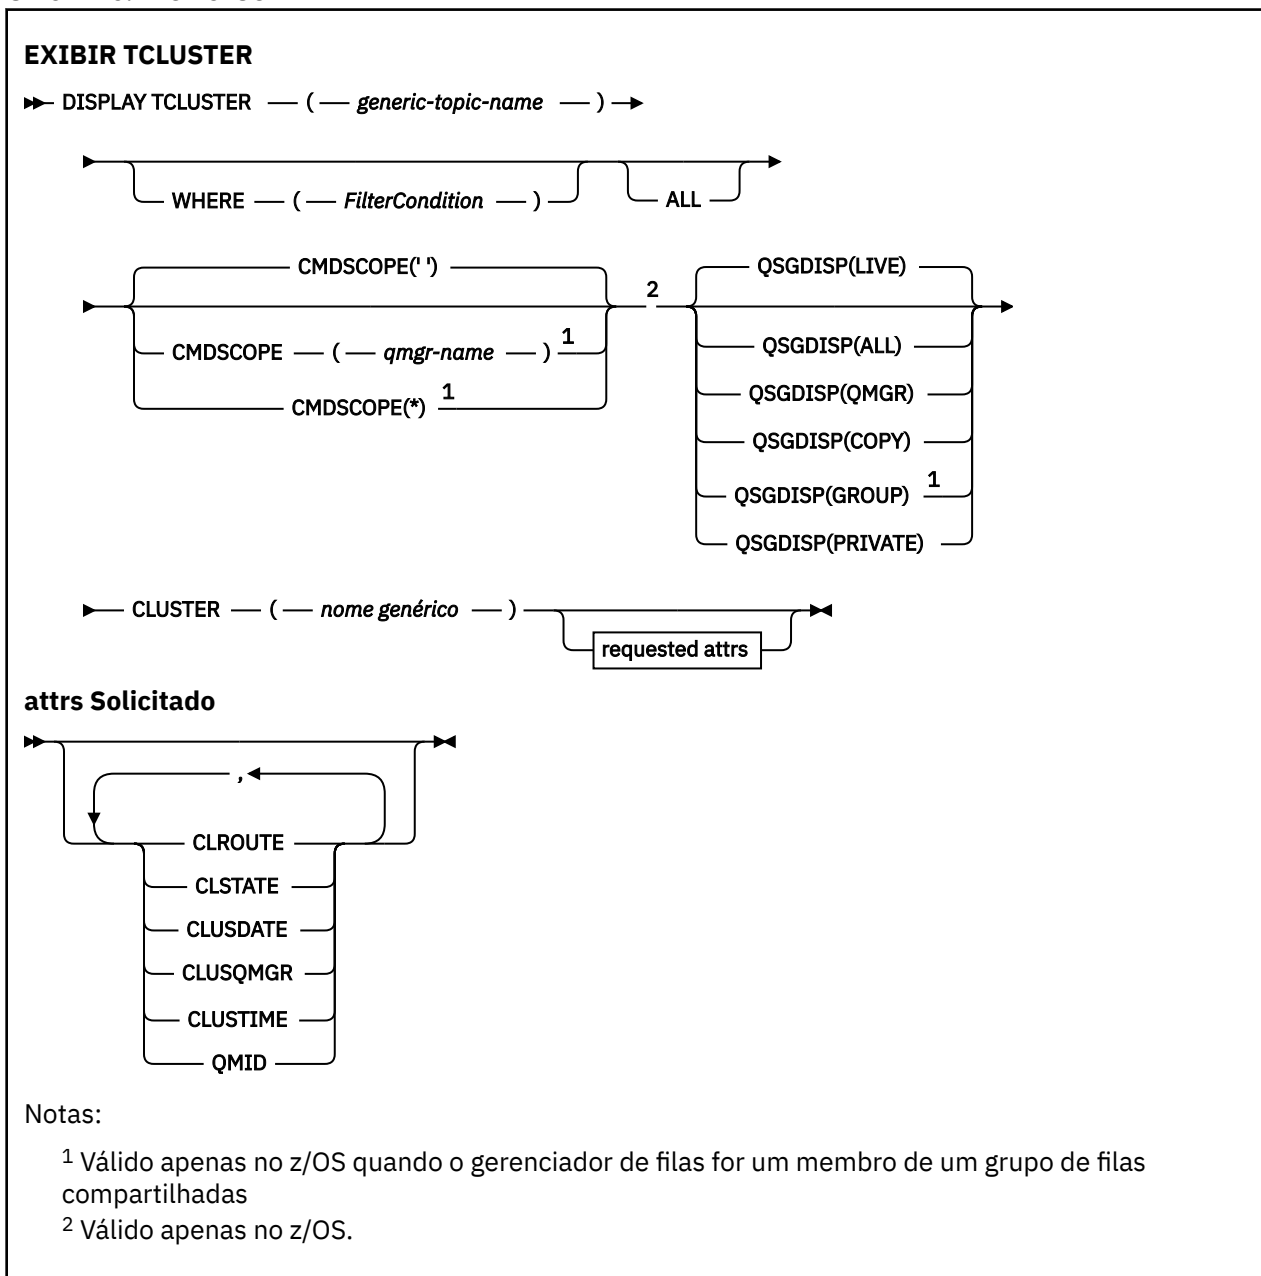 EXIBIR TCLUSTER
DISPLAY TCLUSTER ( generic-topic-name )
WHERE ( FilterCondition ) ALL
CMDSCOPE(' ')
CMDSCOPE ( qmgr-name ) 1
CMDSCOPE(*) 1
2
QSGDISP(LIVE)
QSGDISP(ALL)
QSGDISP(QMGR)
QSGDISP(COPY)
QSGDISP(GROUP) 1
QSGDISP(PRIVATE)
CLUSTER ( nome genérico )
requested attrs
attrs Solicitado
,
CLROUTE
CLSTATE
CLUSDATE
CLUSQMGR
CLUSTIME
QMID
Notas:
1 Válido apenas no z/OS quando o gerenciador de filas for um membro de um grupo de filas
compartilhadas
2 Válido apenas no z/OS.